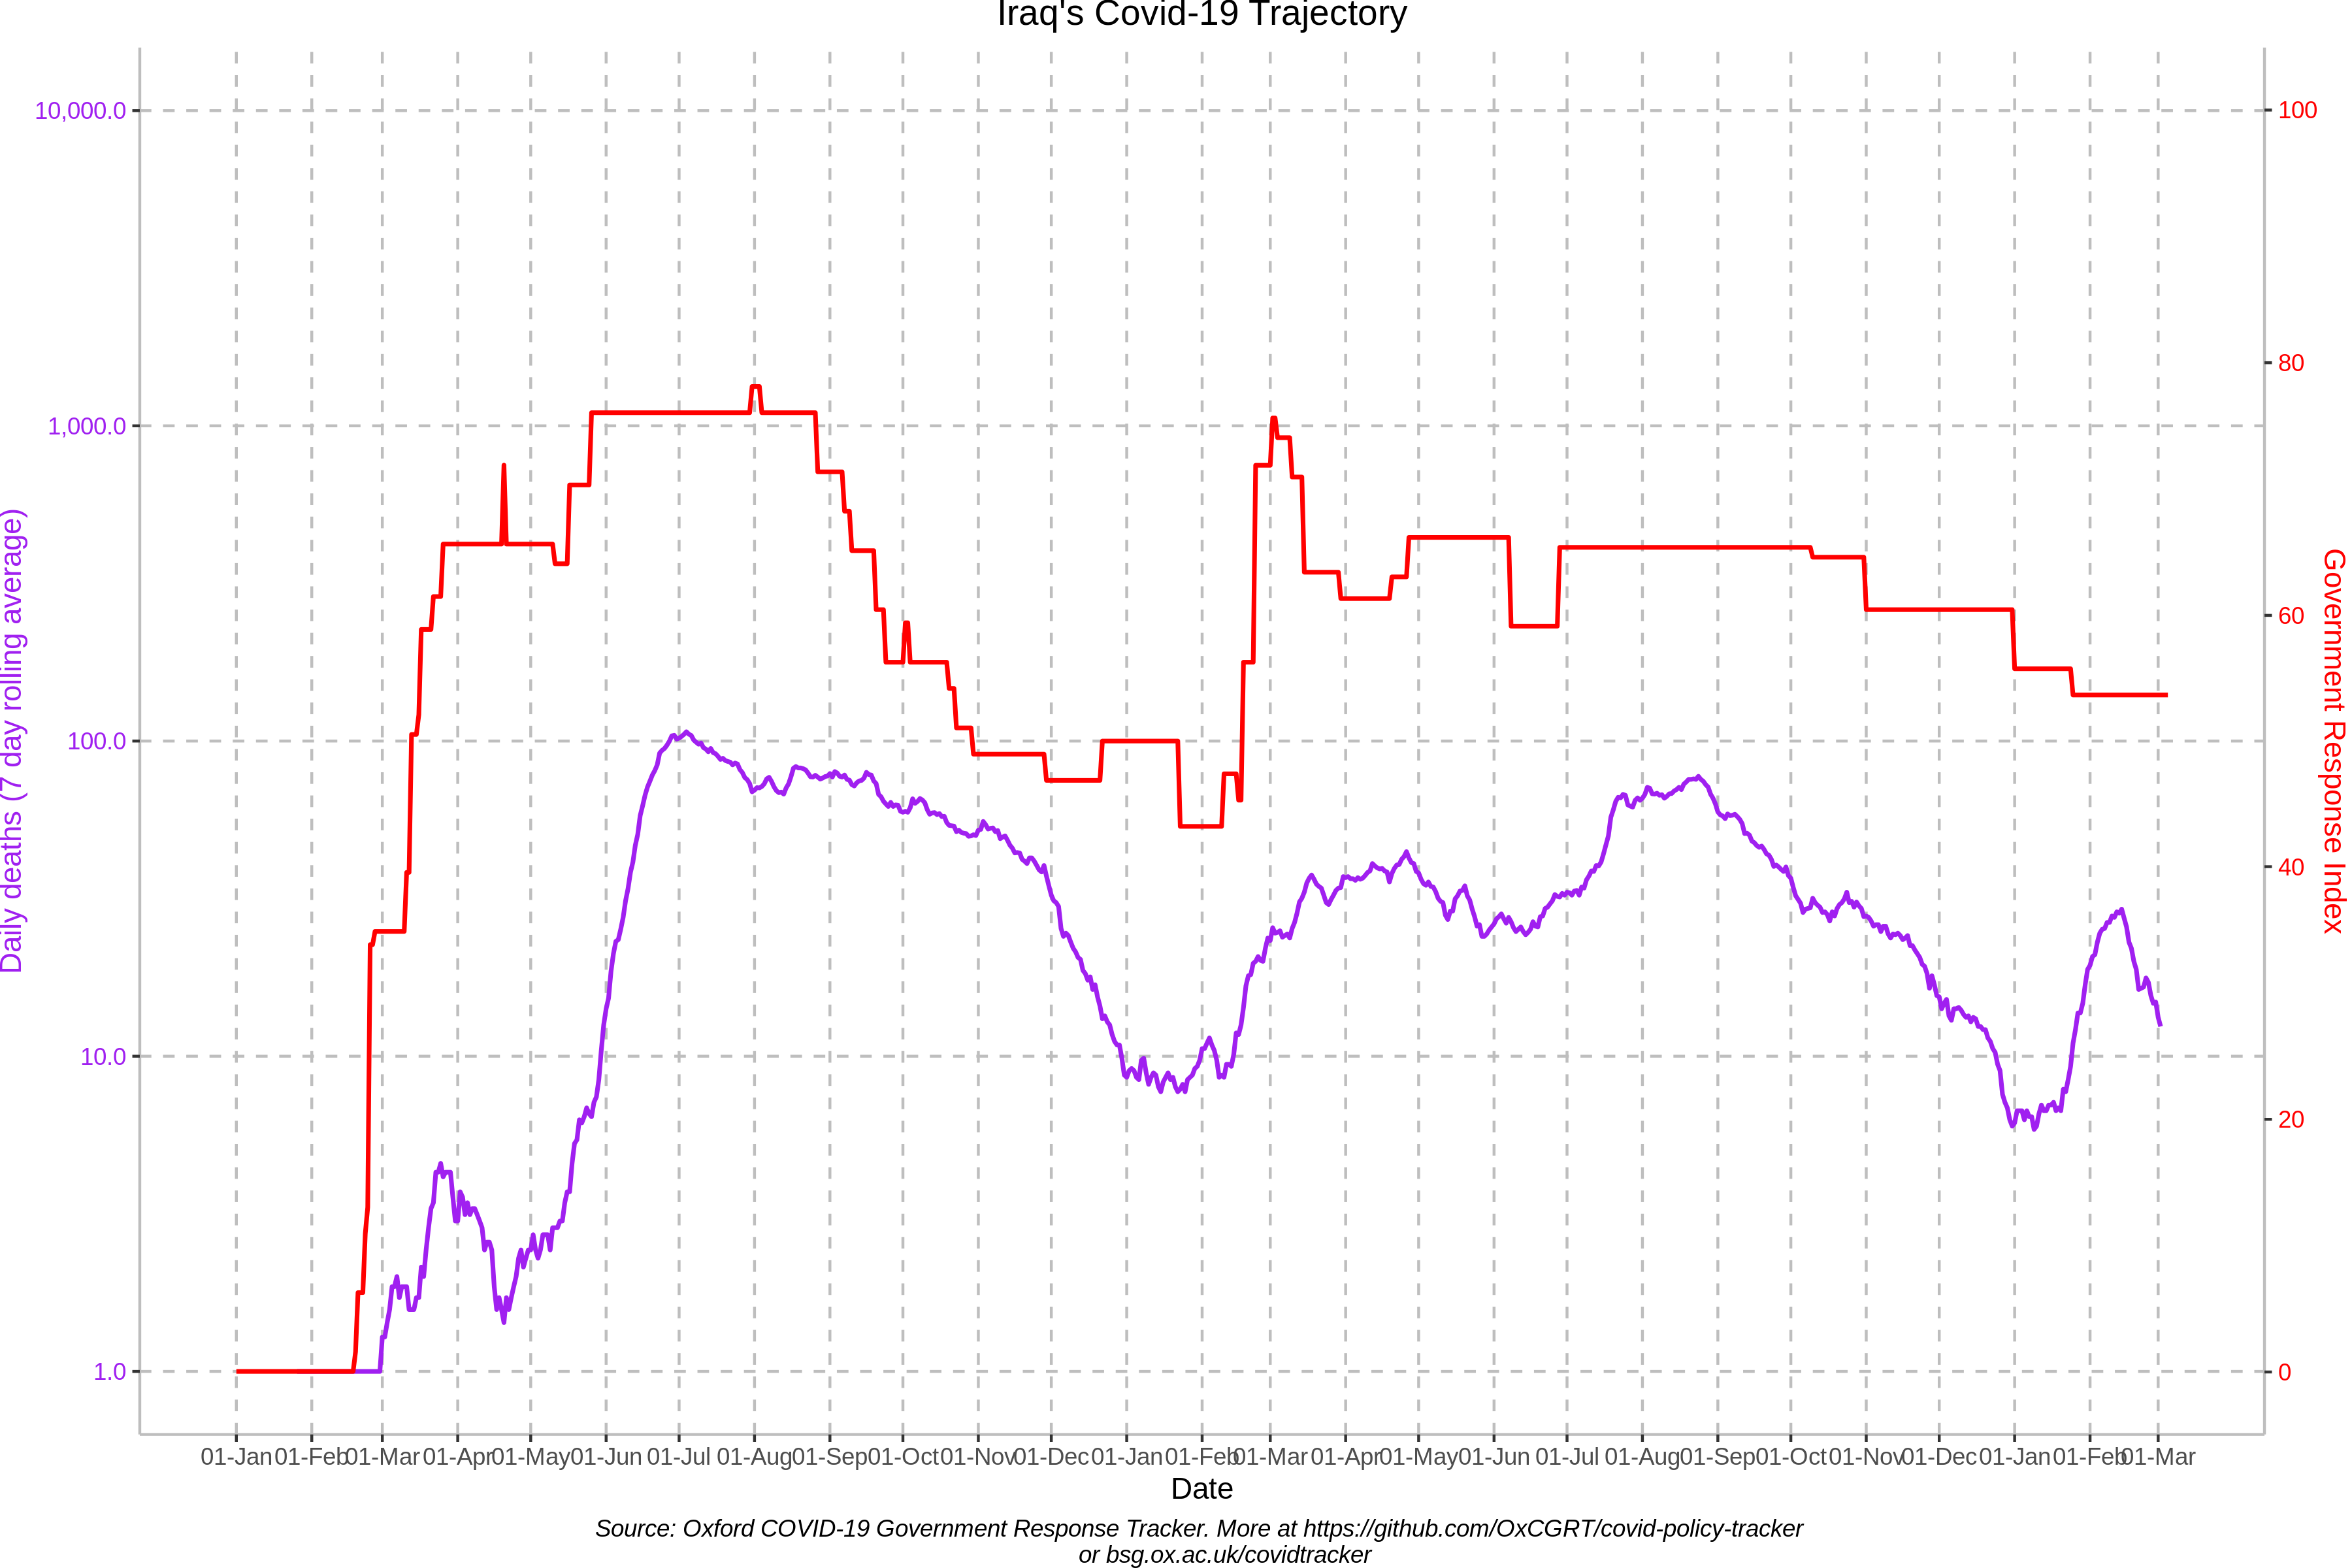 Iraq's Covid-19 Trajectory
10,000.0
1,000.0
100.0
10.0
1.0
Daily deaths (7 day rolling average)
100
80
60
40
20
0
Government Response Index
01-Jan 01-Feb 01-Mar 01-Apr 01-May 01-Jun 01-Jul 01-Aug 01-Sep 01-Oct 01-Nov 01-Dec 01-Jan 01-Feb 01-Mar 01-Apr 01-May 01-Jun 01-Jul 01-Aug 01-Sep 01-Oct 01-Nov 01-Dec 01-Jan 01-Feb 01-Mar
Date
Source: Oxford COVID-19 Government Response Tracker. More at https://github.com/OxCGRT/covid-policy-tracker
or bsg.ox.ac.uk/covidtracker